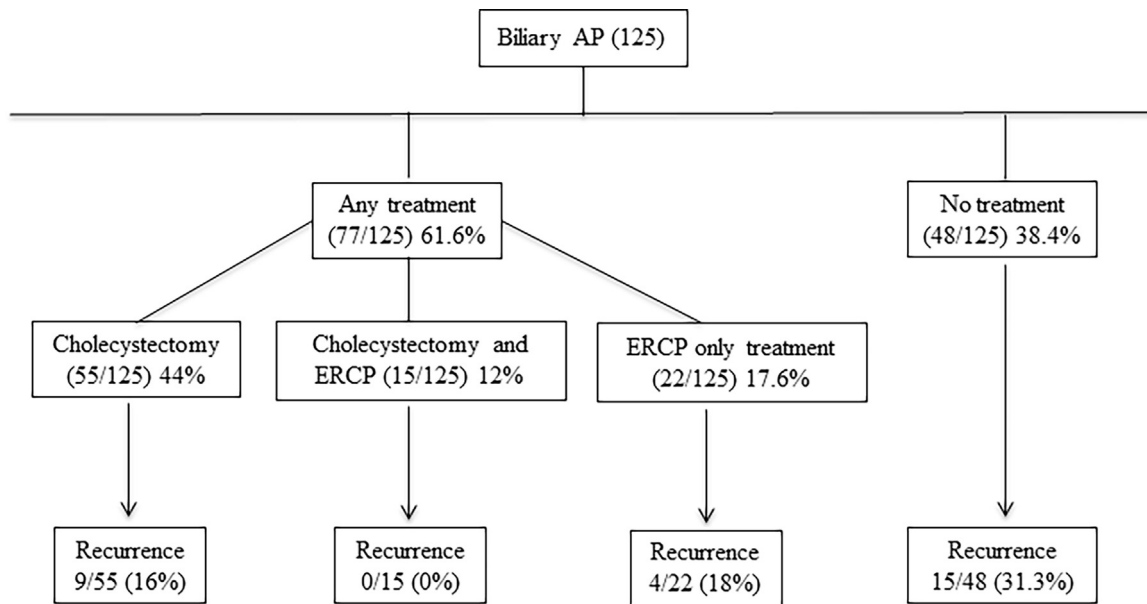 Biliary AP (125)
Any treatment
(77/125) 61.6%
No treatment
(48/125) 38.4%
Cholecystectomy
(55/125) 44%
Cholecystectomy and
ERCP (15/125) 12%
ERCP only treatment
(22/125) 17.6%
Recurrence
9/55 (16%)
Recurrence
0/15 (0%)
Recurrence
4/22 (18%)
Recurrence
15/48 (31.3%)